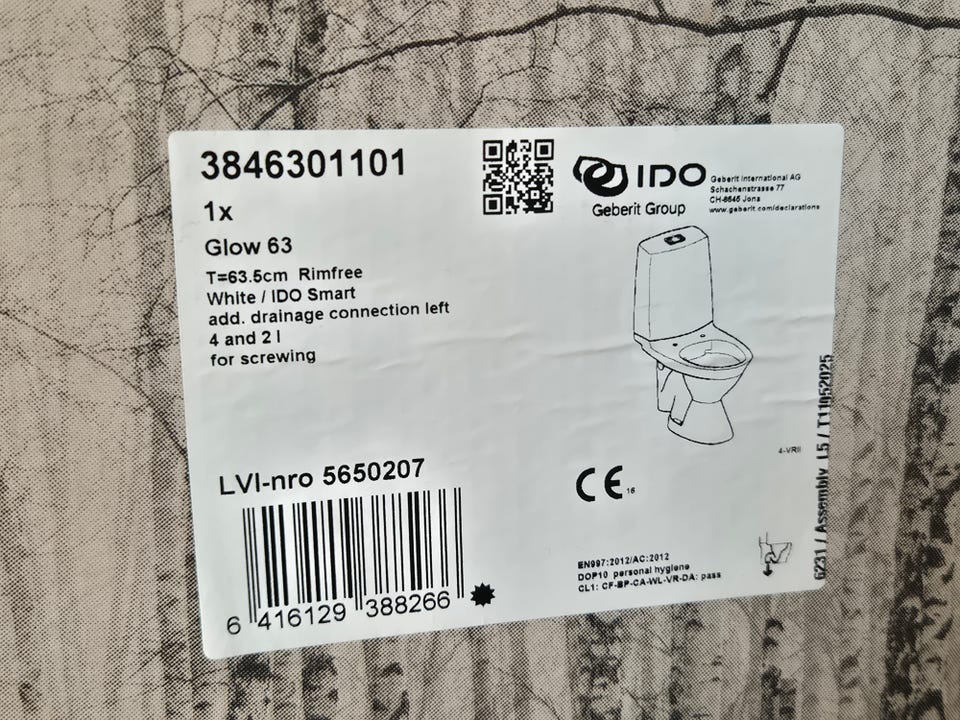 3846301101
1x
Glow 63
T=63.5cm Rimfree
White / IDO Smart
add. drainage connection left
4 and 2 l
for screwing
IDO
Geberit Group
Geberit International AG
Schachenstrasse 77
CH-8645 Jona
www.geberit.com/declarations
4-VRII
LVI-nro 5650207
6 416129 388266
CE
16
EN997:2012/AC:2012
DOP10 personal hygiene
CL1: CF-BP-CA-WL-VR-DA: pass
6231 / Assembly L5 / T11052025